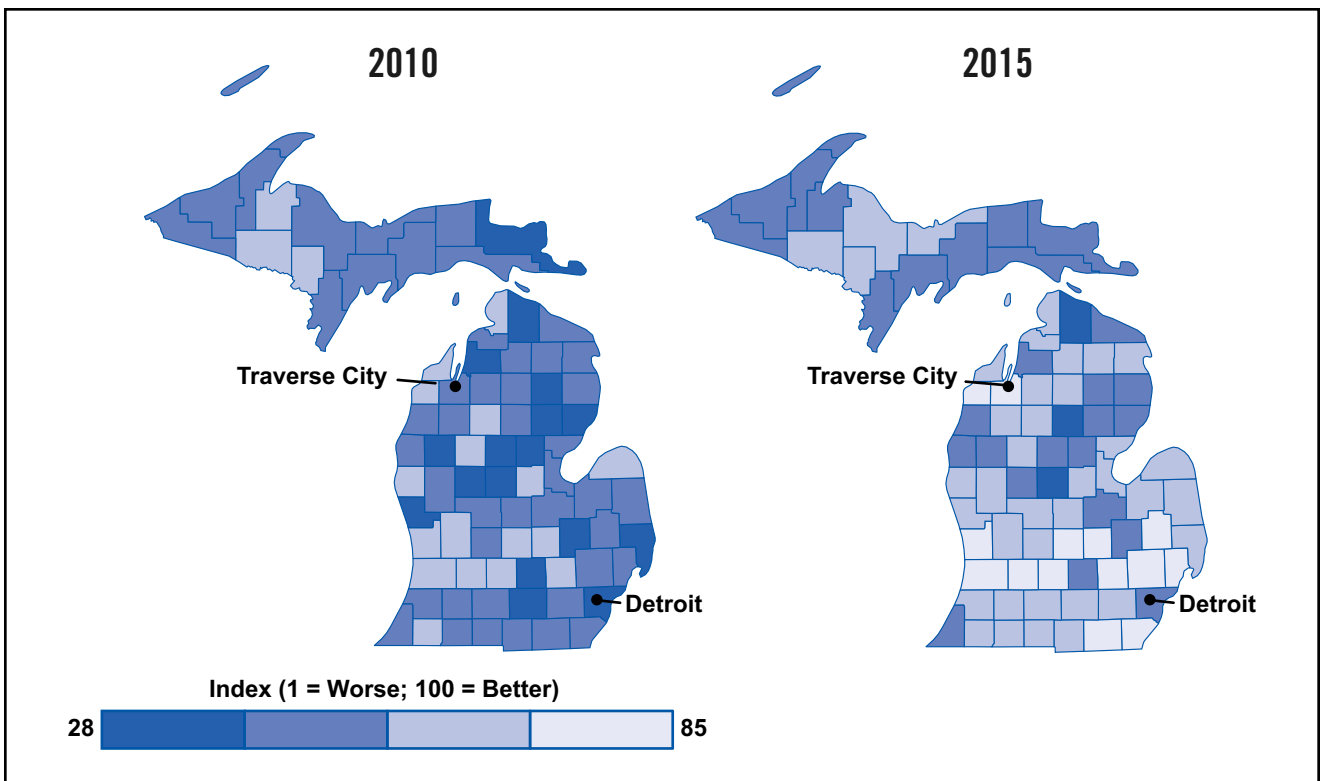 2010
2015
Traverse City
Traverse City
Detroit
Detroit
Index (1 = Worse; 100 = Better)
28
85